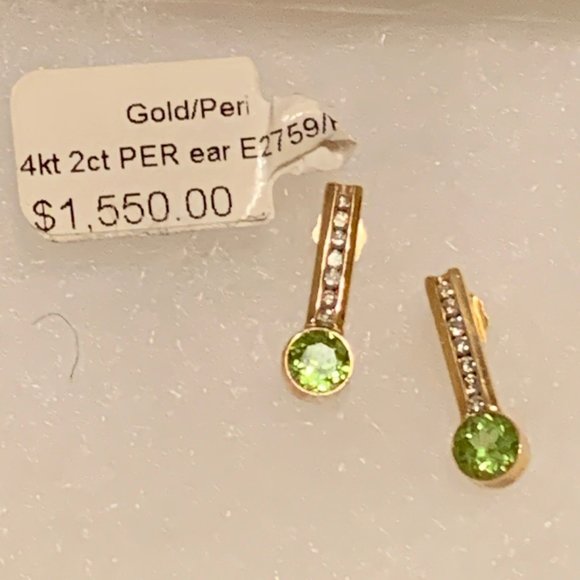 Gold/Peri
4kt 2ct PER ear E2759/
$1,550.00